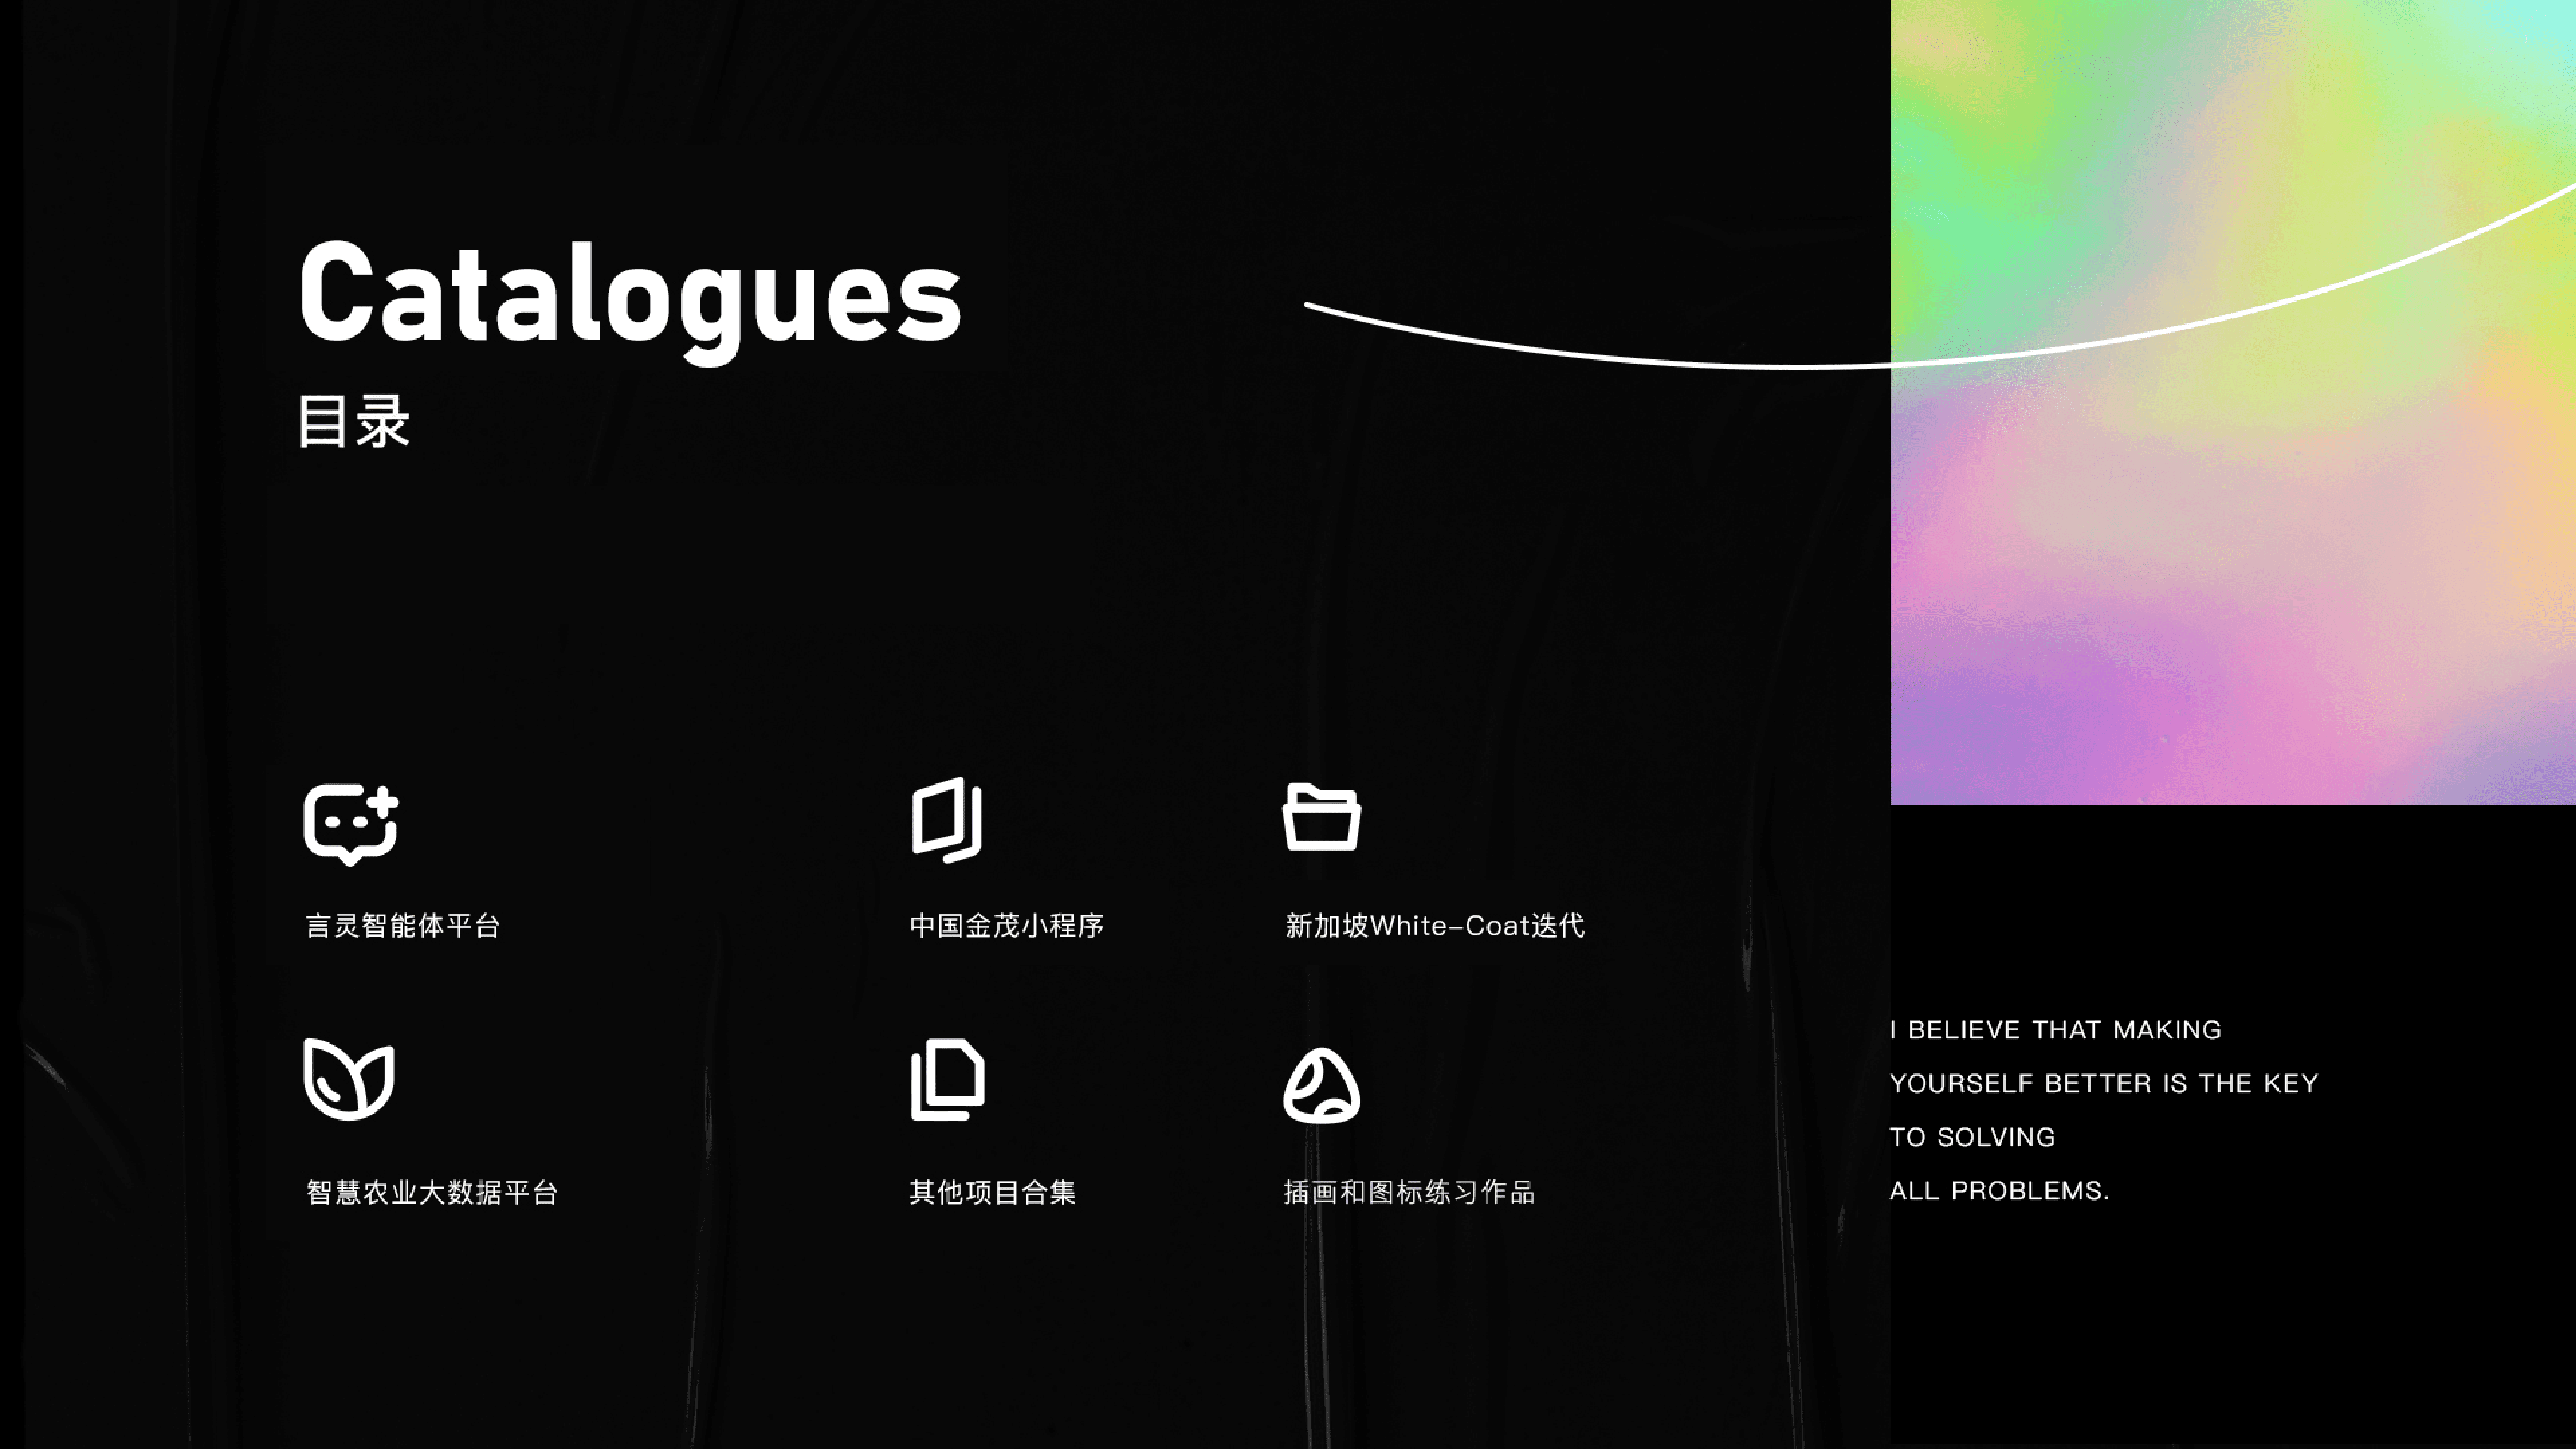 Catalogues
目录
言灵智能体平台
中国金茂小程序
新加坡White-Coat迭代
智慧农业大数据平台
其他项目合集
插画和图标练习作品
I BELIEVE THAT MAKING
YOURSELF BETTER IS THE KEY
TO SOLVING
ALL PROBLEMS.